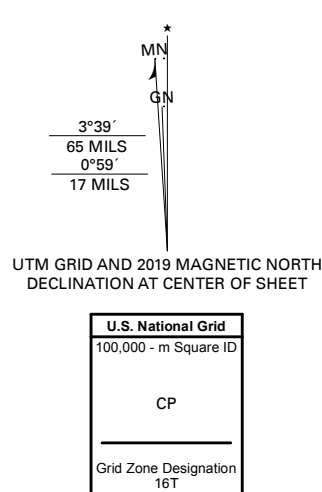 ★
MN
GN
3°39´
65 MILS
0°59´
17 MILS
UTM GRID AND 2019 MAGNETIC NORTH
DECLINATION AT CENTER OF SHEET
U.S. National Grid
100,000 - m Square ID
CP
Grid Zone Designation
16T